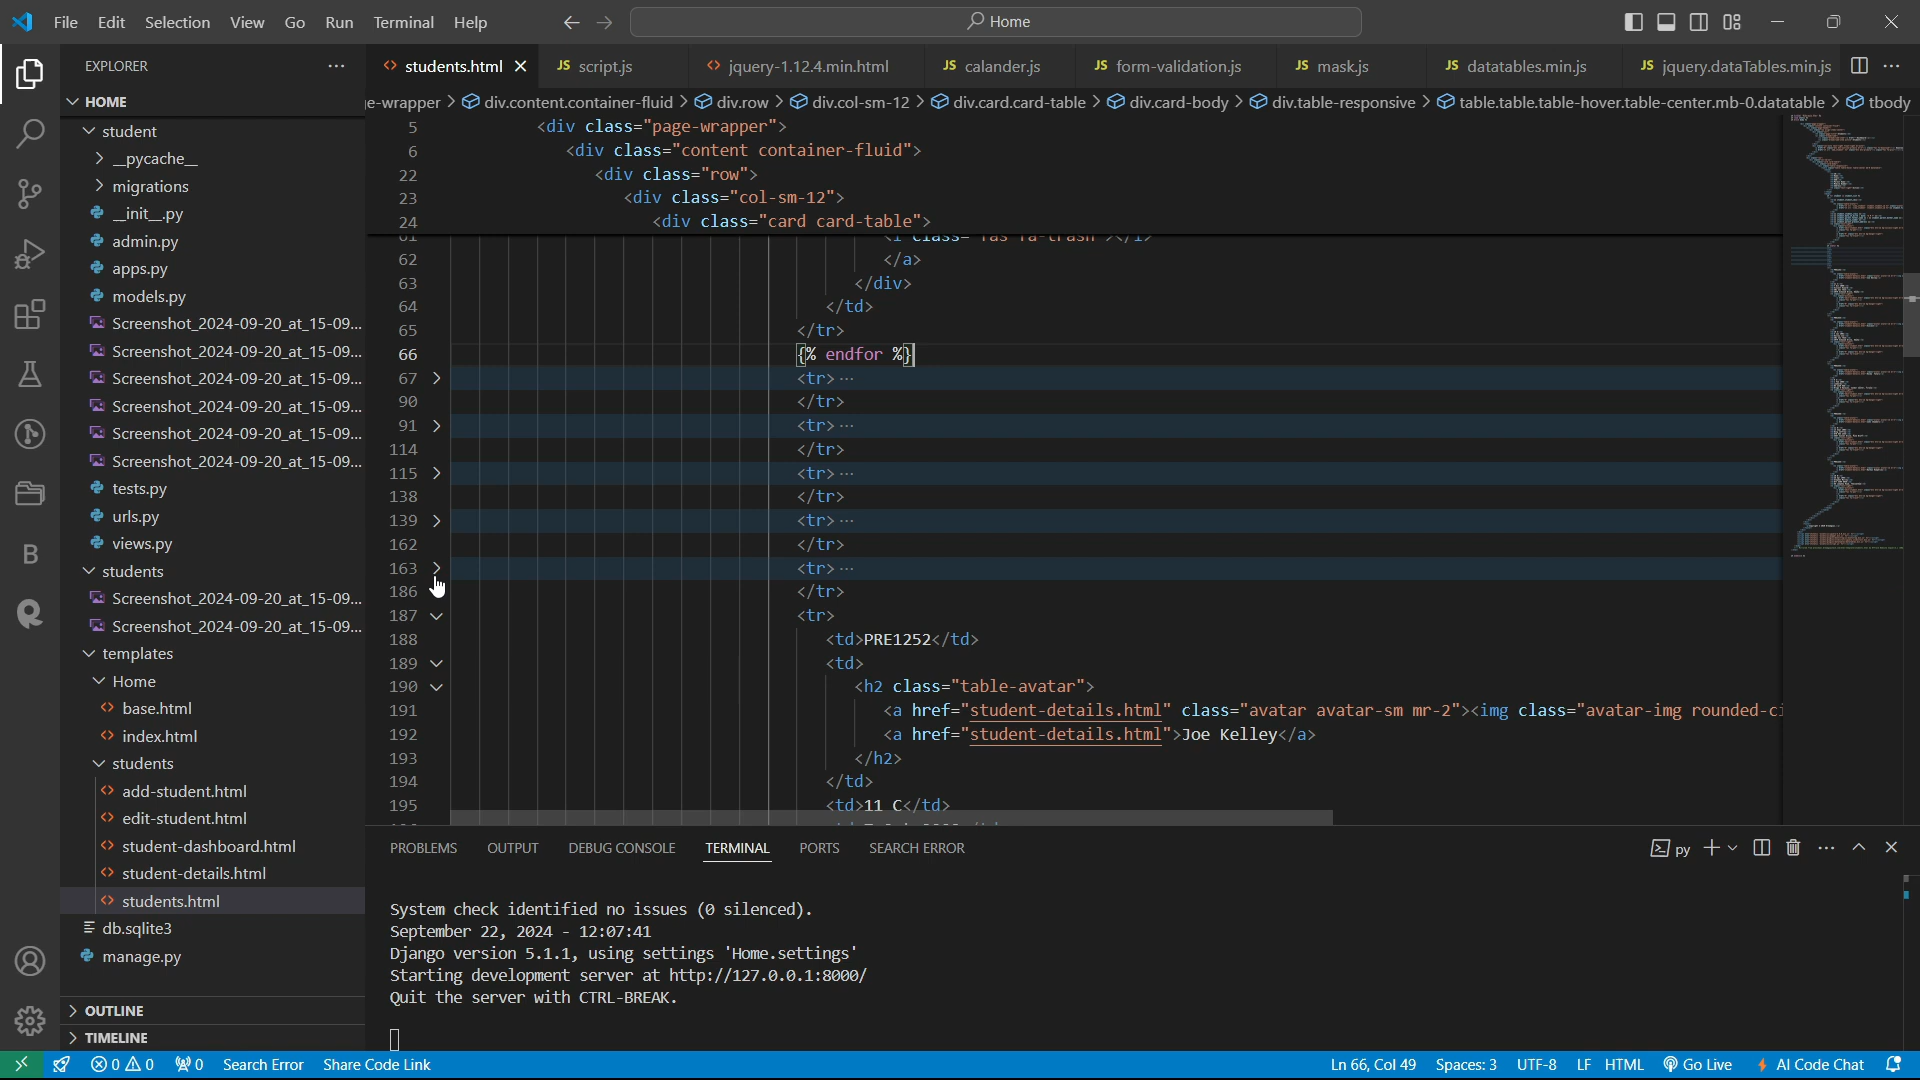 File Edit Selection View Go Run Terminal Help
Home
EXPLORER
HOME
student
__pycache__
migrations
__init__.py
admin.py
apps.py
models.py
Screenshot_2024-09-20_at_15-09...
Screenshot_2024-09-20_at_15-09...
Screenshot_2024-09-20_at_15-09...
Screenshot_2024-09-20_at_15-09...
Screenshot_2024-09-20_at_15-09...
Screenshot_2024-09-20_at_15-09...
tests.py
urls.py
views.py
students
Screenshot_2024-09-20_at_15-09...
Screenshot_2024-09-20_at_15-09...
templates
Home
base.html
index.html
students
add-student.html
edit-student.html
student-dashboard.html
student-details.html
students.html
db.sqlite3
manage.py
OUTLINE
TIMELINE
students.html JS script.js jquery-1.12.4.min.html JS calander.js JS form-validation.js JS mask.js JS datatables.min.js JS jquery.dataTables.min.js
e-wrapper > div.content.container-fluid > div.row > div.col-sm-12 > div.card.card-table > div.card-body > div.table-responsive > table.table.table-hover.table-center.mb-0.datatable > tbody
5 <div class="page-wrapper">
6 <div class="content container-fluid">
22 <div class="row">
23 <div class="col-sm-12">
24 <div class="card card-table">
61 <i class="fas fa-trash"></i>
62 </a>
63 </div>
64 </td>
65 </tr>
66 {% endfor %}
67 <tr>...
90 </tr>
91 <tr>...
114 </tr>
115 <tr>...
138 </tr>
139 <tr>...
162 </tr>
163 <tr>...
186 </tr>
187 <tr>
188 <td>PRE1252</td>
189 <td>
190 <h2 class="table-avatar">
191 <a href="student-details.html" class="avatar avatar-sm mr-2"><img class="avatar-img rounded-ci
192 <a href="student-details.html">Joe Kelley</a>
193 </h2>
194 </td>
195 <td>11 C</td>
PROBLEMS OUTPUT DEBUG CONSOLE TERMINAL PORTS SEARCH ERROR
py
System check identified no issues (0 silenced).
September 22, 2024 - 12:07:41
Django version 5.1.1, using settings 'Home.settings'
Starting development server at http://127.0.0.1:8000/
Quit the server with CTRL-BREAK.
0 0 0 Search Error Share Code Link Ln 66, Col 49 Spaces: 3 UTF-8 LF HTML Go Live AI Code Chat